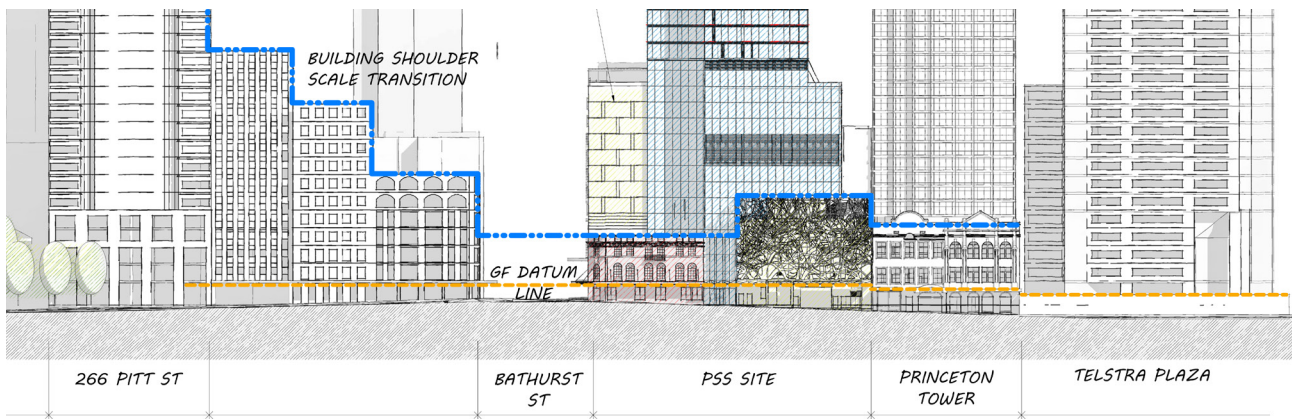 BUILDING SHOULDER
SCALE TRANSITION
GF DATUM
LINE
266 PITT ST
BATHURST
ST
PSS SITE
PRINCETON
TOWER
TELSTRA PLAZA